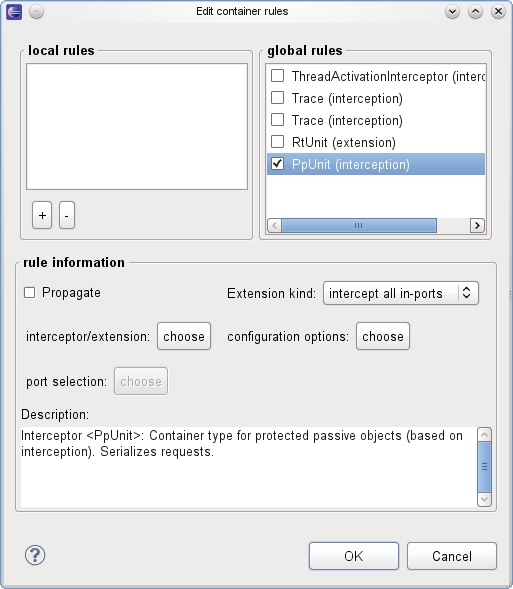 Edit container rules
local rules
global rules
ThreadActivationInterceptor (interc
Trace (interception)
Trace (interception)
RtUnit (extension)
PpUnit (interception)
+
-
rule information
Propagate
Extension kind: intercept all in-ports
interceptor/extension: choose
configuration options: choose
port selection: choose
Description:
Interceptor <PpUnit>: Container type for protected passive objects (based on
interception). Serializes requests.
?
OK
Cancel